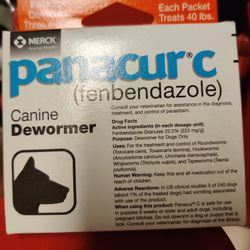 Package
Contains
Three 4
Each Packet
Treats 40 lbs.
MERCK
Animal Health
panacur® c
(fenbendazole)
Canine
Dewormer
Consult your veterinarian for assistance in the diagnosis,
treatment, and control of parasitism.
Drug Facts
Active ingredients (in each dosage unit):
Fenbendazole Granules 22.2% (222 mg/g)
Purpose: Dewormer for Dogs Only
Uses: For the treatment and control of Roundworms
(Toxocara canis, Toxascaris leonina), Hookworms
(Ancylostoma caninum, Uncinaria stenocephala),
Whipworms (Trichuris vulpis), and Tapeworms (Taenia
pisiformis).
Human Warning: Keep this and all medication out of the
reach of children.
Adverse Reactions: In US clinical studies 3 of 240 dogs
(about 1% of the treated dogs) had vomiting associated
with use of this product.
When using this product: Panacur® C is safe for use
in puppies 6 weeks or older and adult dogs, including
pregnant bitches. Do not deworm a dog or puppy that is
sick. Consult your veterinarian for diagnosis of the illness.